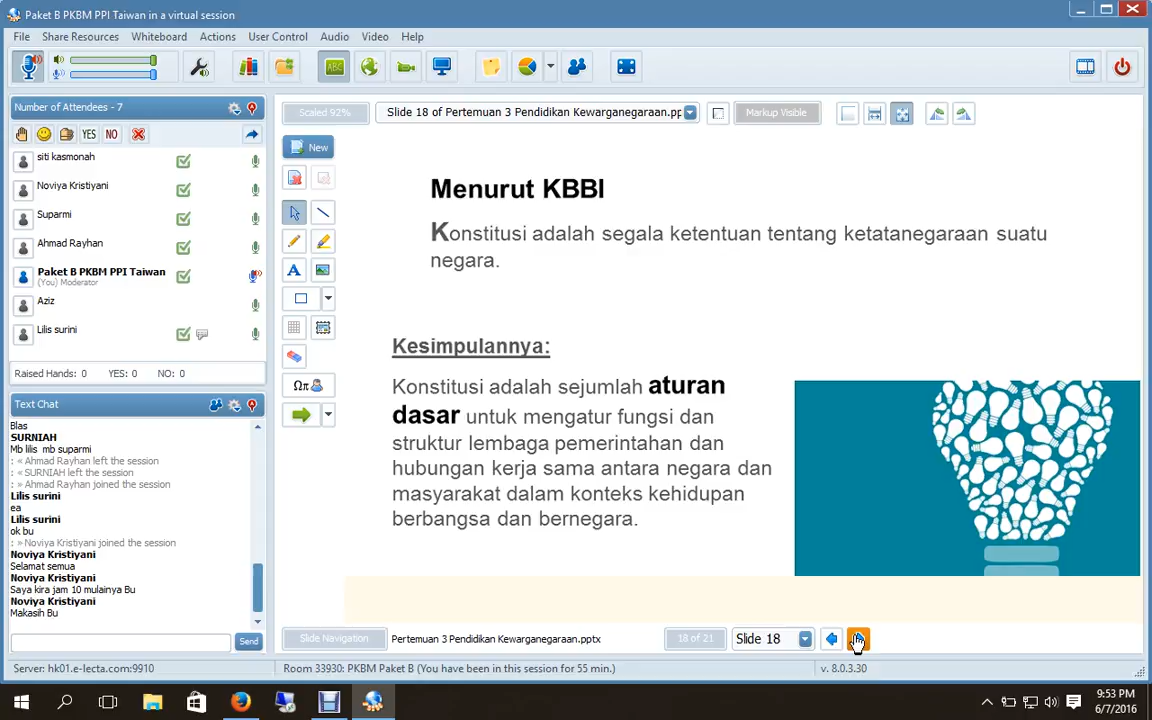 Paket B PKBM PPI Taiwan in a virtual session
File Share Resources Whiteboard Actions User Control Audio Video Help
ABC
Number of Attendees - 7
YES NO
siti kasmonah
Noviya Kristiyani
Suparmi
Ahmad Rayhan
Paket B PKBM PPI Taiwan
(You) Moderator
Aziz
Lilis surini
Raised Hands: 0 YES: 0 NO: 0
Text Chat
Blas
SURNIAH
Mb lilis mb suparmi
: « Ahmad Rayhan left the session
: « SURNIAH left the session
: » Ahmad Rayhan joined the session
Lilis surini
ea
Lilis surini
ok bu
: » Noviya Kristiyani joined the session
Noviya Kristiyani
Selamat semua
Noviya Kristiyani
Saya kira jam 10 mulainya Bu
Noviya Kristiyani
Makasih Bu
Send
Scaled 92%
Slide 18 of Pertemuan 3 Pendidikan Kewarganegaraan.pp
Markup Visible
New
A
Ωπ
Menurut KBBI
Konstitusi adalah segala ketentuan tentang ketatanegaraan suatu
negara.
Kesimpulannya:
Konstitusi adalah sejumlah aturan
dasar untuk mengatur fungsi dan
struktur lembaga pemerintahan dan
hubungan kerja sama antara negara dan
masyarakat dalam konteks kehidupan
berbangsa dan bernegara.
Slide Navigation
Pertemuan 3 Pendidikan Kewarganegaraan.pptx
18 of 21
Slide 18
Server: hk01.e-lecta.com:9910
Room 33930: PKBM Paket B (You have been in this session for 55 min.)
v. 8.0.3.30
9:53 PM
6/7/2016